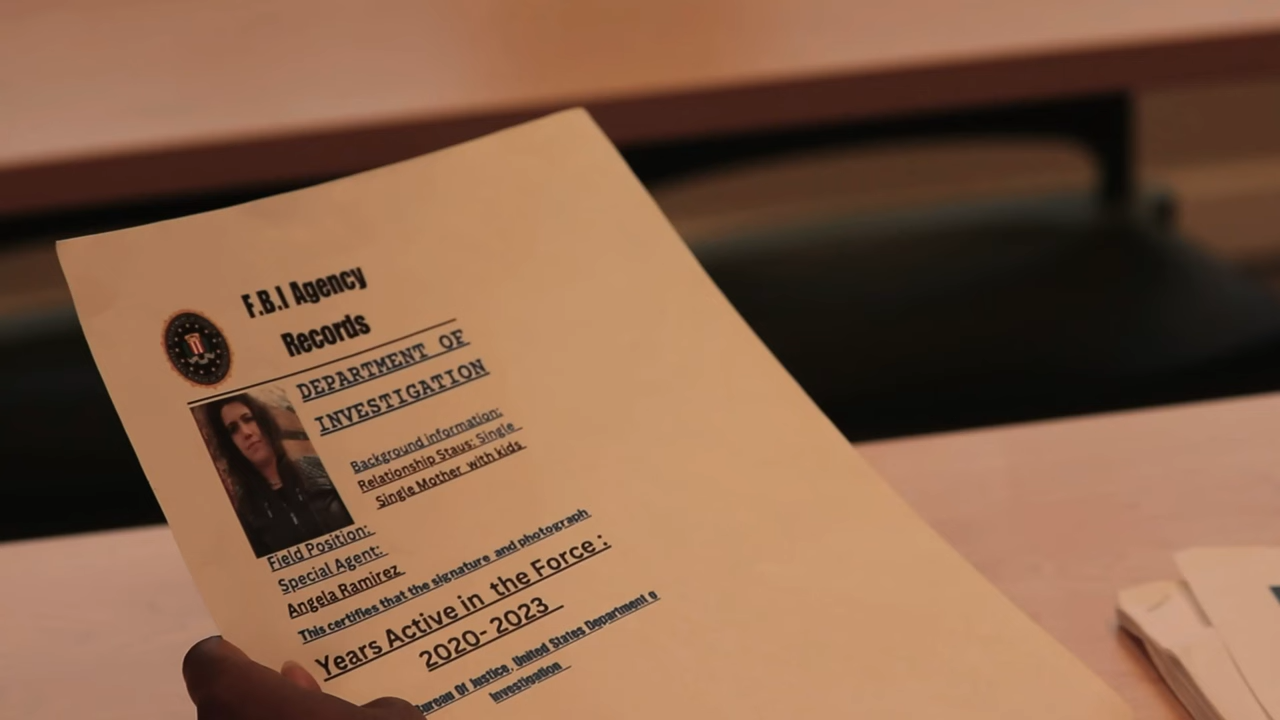 F.B.I Agency
Records
DEPARTMENT OF
INVESTIGATION
Background information:
Relationship Staus: Single
Single Mother with kids
Field Position:
Special Agent:
Angela Ramirez
This certifies that the signature and photograph
Years Active in the Force :
2020- 2023
Of Justice, United States Department o
Investigation